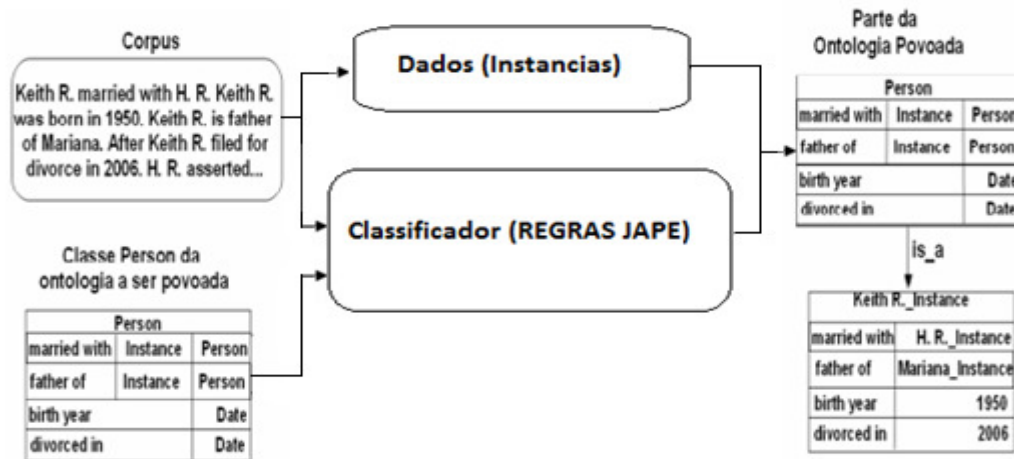 Corpus
Keith R. married with H. R. Keith R.
was born in 1950. Keith R. is father
of Mariana. After Keith R. filed for
divorce in 2006. H. R. asserted...
Classe Person da
ontologia a ser povoada
Person
married with Instance Person
father of Instance Person
birth year Date
divorced in Date
Dados (Instancias)
Classificador (REGRAS JAPE)
Parte da
Ontologia Povoada
Person
married with Instance Person
father of Instance Person
birth year Date
divorced in Date
is_a
Keith R._Instance
married with H. R._Instance
father of Mariana_Instance
birth year 1950
divorced in 2006